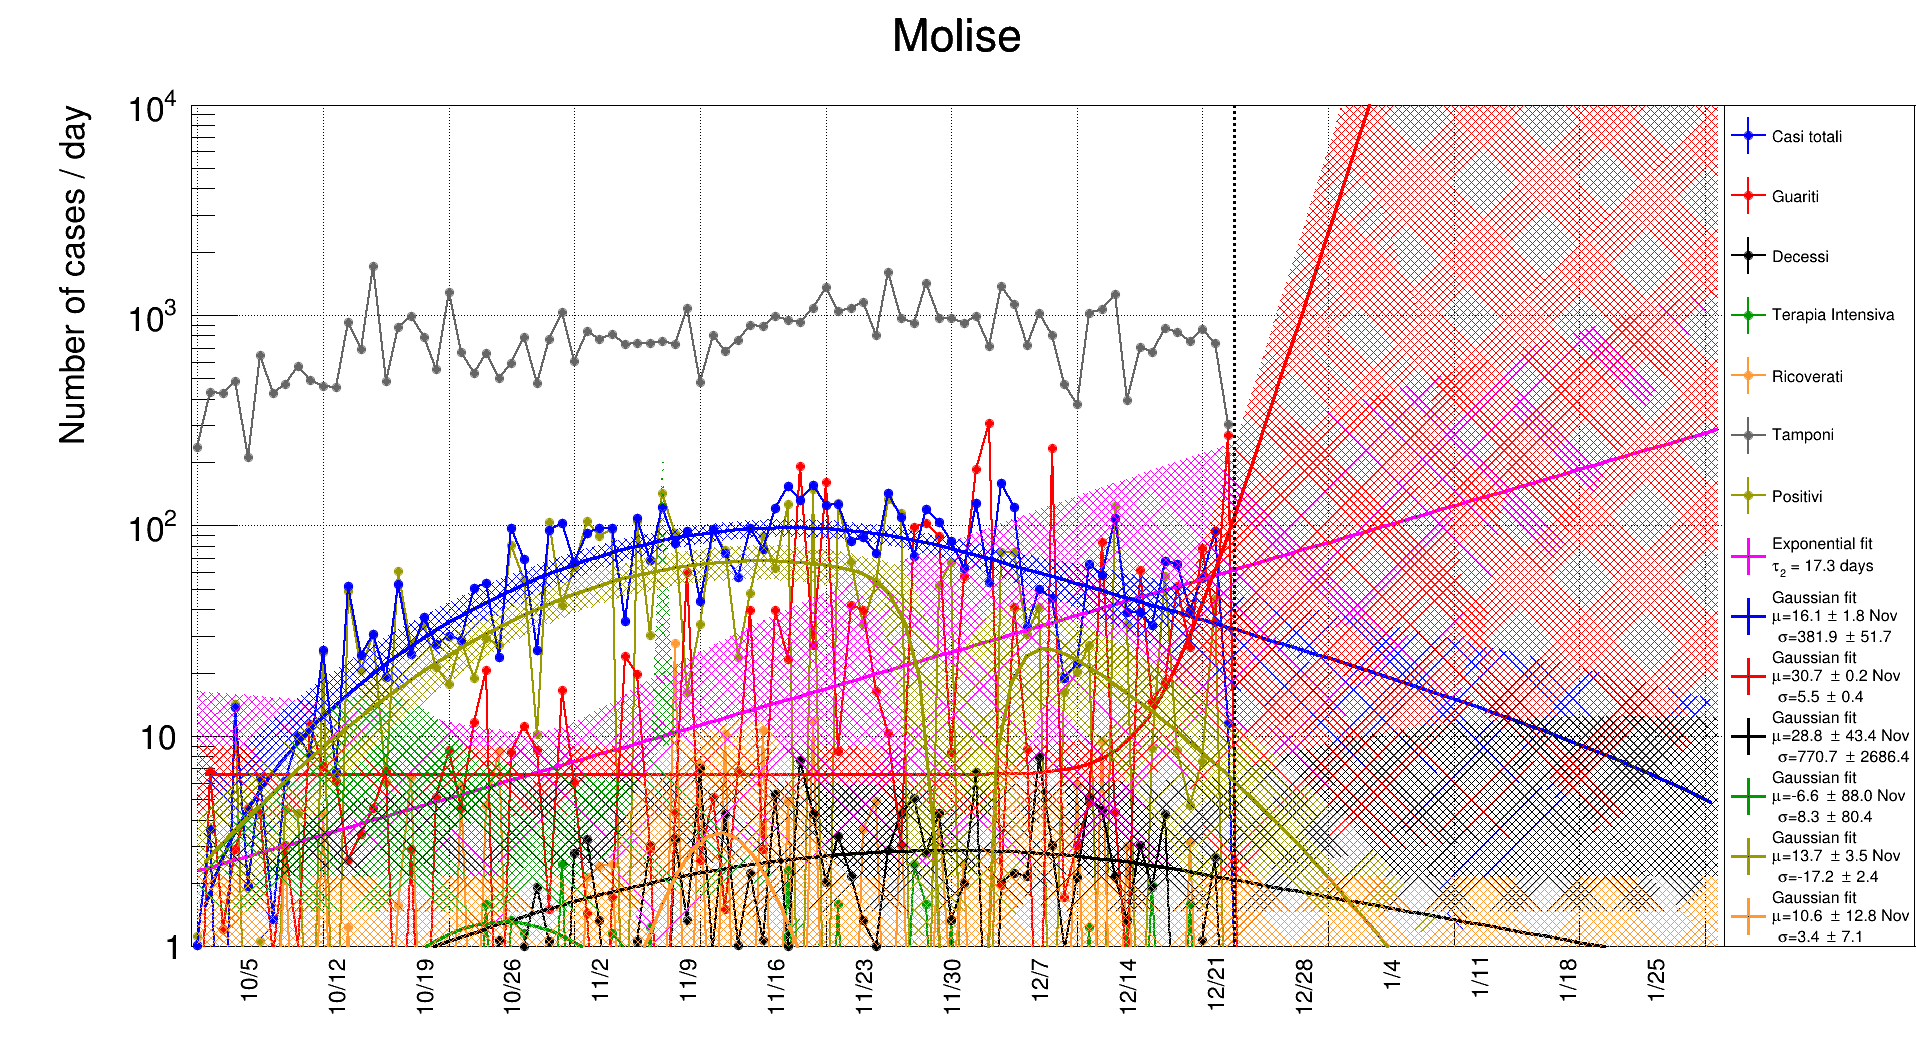 Molise
Number of cases / day
10^4
10^3
10^2
10
1
10/5
10/12
10/19
10/26
11/2
11/9
11/16
11/23
11/30
12/7
12/14
12/21
12/28
1/4
1/11
1/18
1/25
Casi totali
Guariti
Decessi
Terapia Intensiva
Ricoverati
Tamponi
Positivi
Exponential fit
τ₂ = 17.3 days
Gaussian fit
μ=16.1 ± 1.8 Nov
σ=381.9 ± 51.7
Gaussian fit
μ=30.7 ± 0.2 Nov
σ=5.5 ± 0.4
Gaussian fit
μ=28.8 ± 43.4 Nov
σ=770.7 ± 2686.4
Gaussian fit
μ=-6.6 ± 88.0 Nov
σ=8.3 ± 80.4
Gaussian fit
μ=13.7 ± 3.5 Nov
σ=-17.2 ± 2.4
Gaussian fit
μ=10.6 ± 12.8 Nov
σ=3.4 ± 7.1